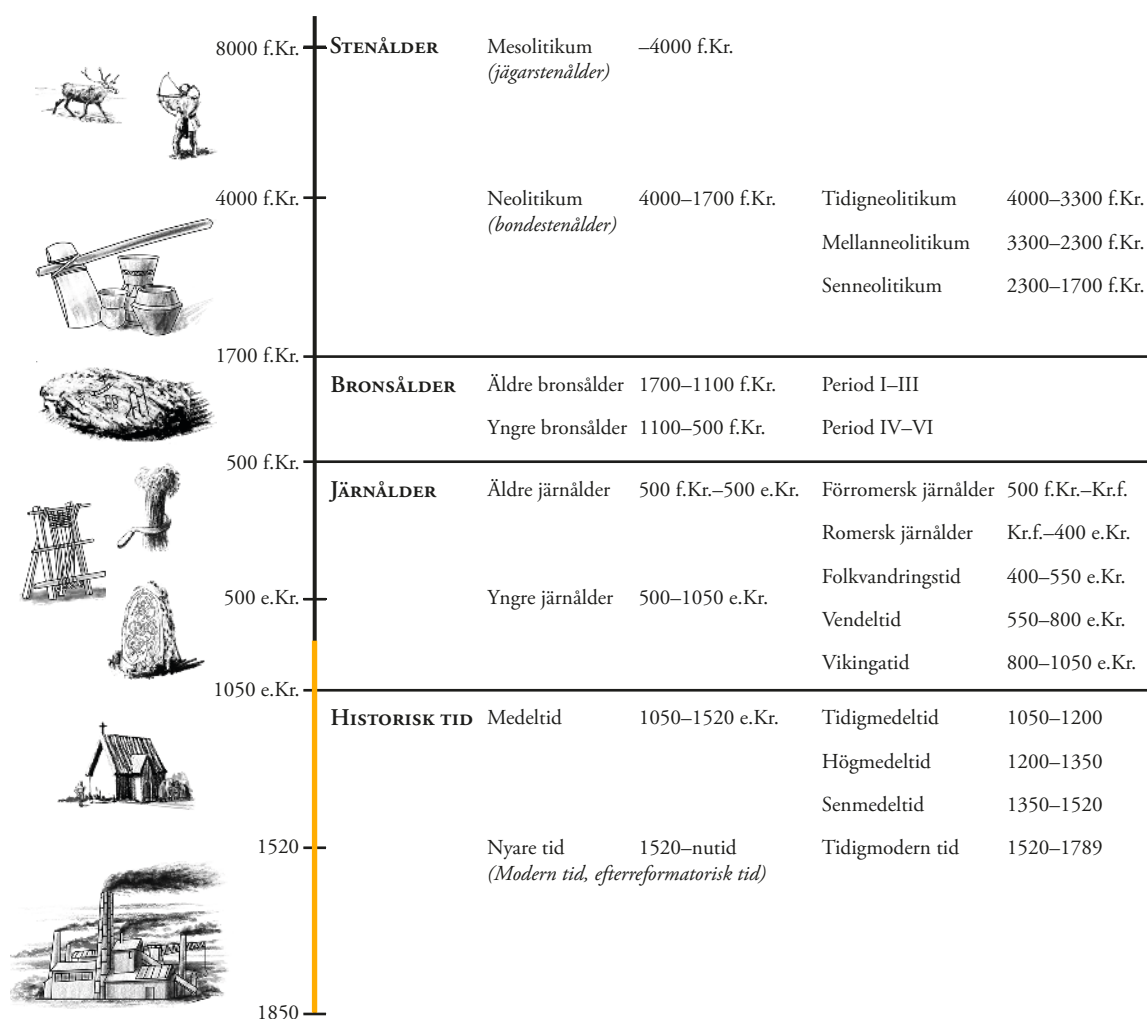 8000 f.Kr. STENÅLDER Mesolitikum –4000 f.Kr.
(jägarstenålder)
4000 f.Kr. Neolitikum 4000–1700 f.Kr. Tidigneolitikum 4000–3300 f.Kr.
(bondestenålder)
Mellanneolitikum 3300–2300 f.Kr.
Senneolitikum 2300–1700 f.Kr.
1700 f.Kr.
BRONSÅLDER Äldre bronsålder 1700–1100 f.Kr. Period I–III
Yngre bronsålder 1100–500 f.Kr. Period IV–VI
500 f.Kr.
JÄRNÅLDER Äldre järnålder 500 f.Kr.–500 e.Kr. Förromersk järnålder 500 f.Kr.–Kr.f.
Romersk järnålder Kr.f.–400 e.Kr.
Folkvandringstid 400–550 e.Kr.
500 e.Kr. Yngre järnålder 500–1050 e.Kr.
Vendeltid 550–800 e.Kr.
Vikingatid 800–1050 e.Kr.
1050 e.Kr.
HISTORISK TID Medeltid 1050–1520 e.Kr. Tidigmedeltid 1050–1200
Högmedeltid 1200–1350
Senmedeltid 1350–1520
1520 Nyare tid 1520–nutid Tidigmodern tid 1520–1789
(Modern tid, efterreformatorisk tid)
1850